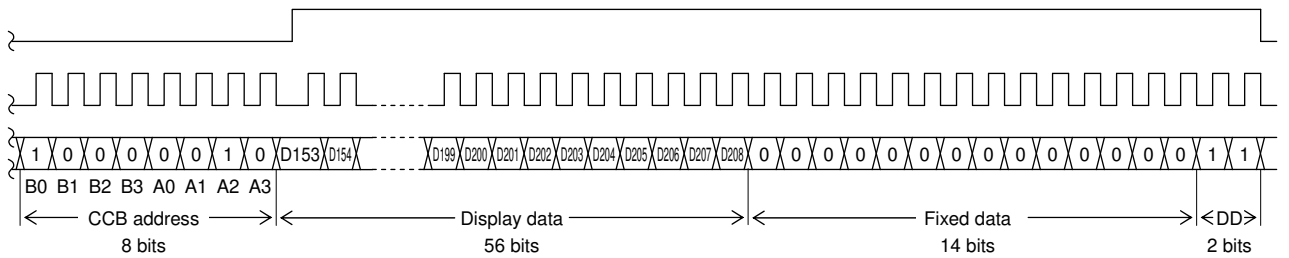 1 0 0 0 0 0 1 0 D153 D154 D199 D200 D201 D202 D203 D204 D205 D206 D207 D208 0 0 0 0 0 0 0 0 0 0 0 0 0 0 1 1
B0 B1 B2 B3 A0 A1 A2 A3
CCB address Display data Fixed data DD
8 bits 56 bits 14 bits 2 bits